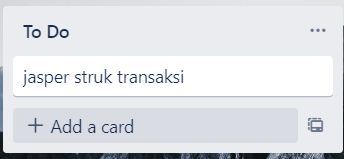 To Do
jasper struk transaksi
+ Add a card